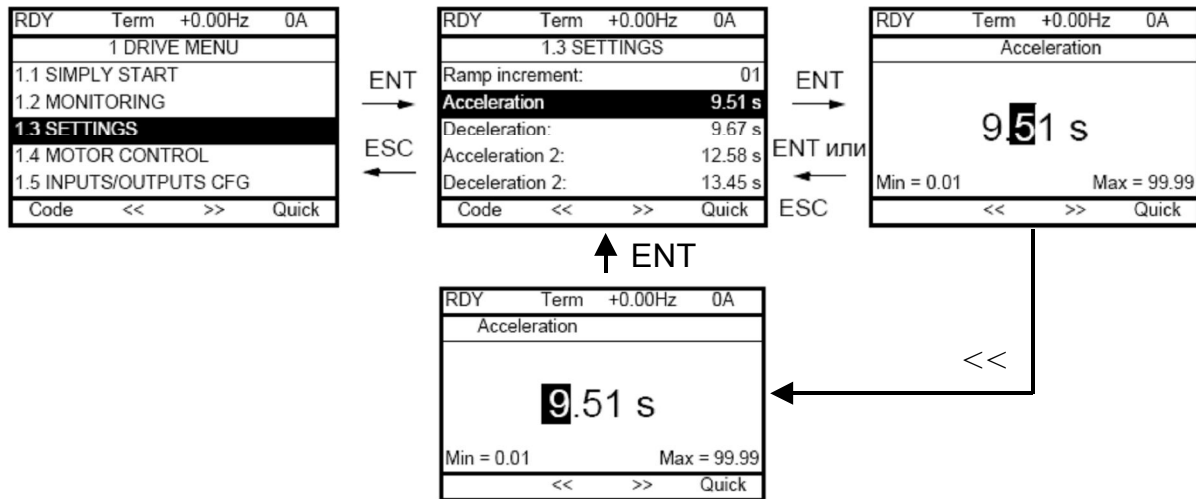 RDY Term +0.00Hz 0A
1 DRIVE MENU
1.1 SIMPLY START
1.2 MONITORING
1.3 SETTINGS
1.4 MOTOR CONTROL
1.5 INPUTS/OUTPUTS CFG
Code << >> Quick
ENT
ESC
RDY Term +0.00Hz 0A
1.3 SETTINGS
Ramp increment: 01
Acceleration 9.51 s
Deceleration: 9.67 s
Acceleration 2: 12.58 s
Deceleration 2: 13.45 s
Code << >> Quick
ENT
ENT или
ESC
RDY Term +0.00Hz 0A
Acceleration
9.51 s
Min = 0.01 Max = 99.99
<< >> Quick
ENT
<<
RDY Term +0.00Hz 0A
Acceleration
9.51 s
Min = 0.01 Max = 99.99
<< >> Quick